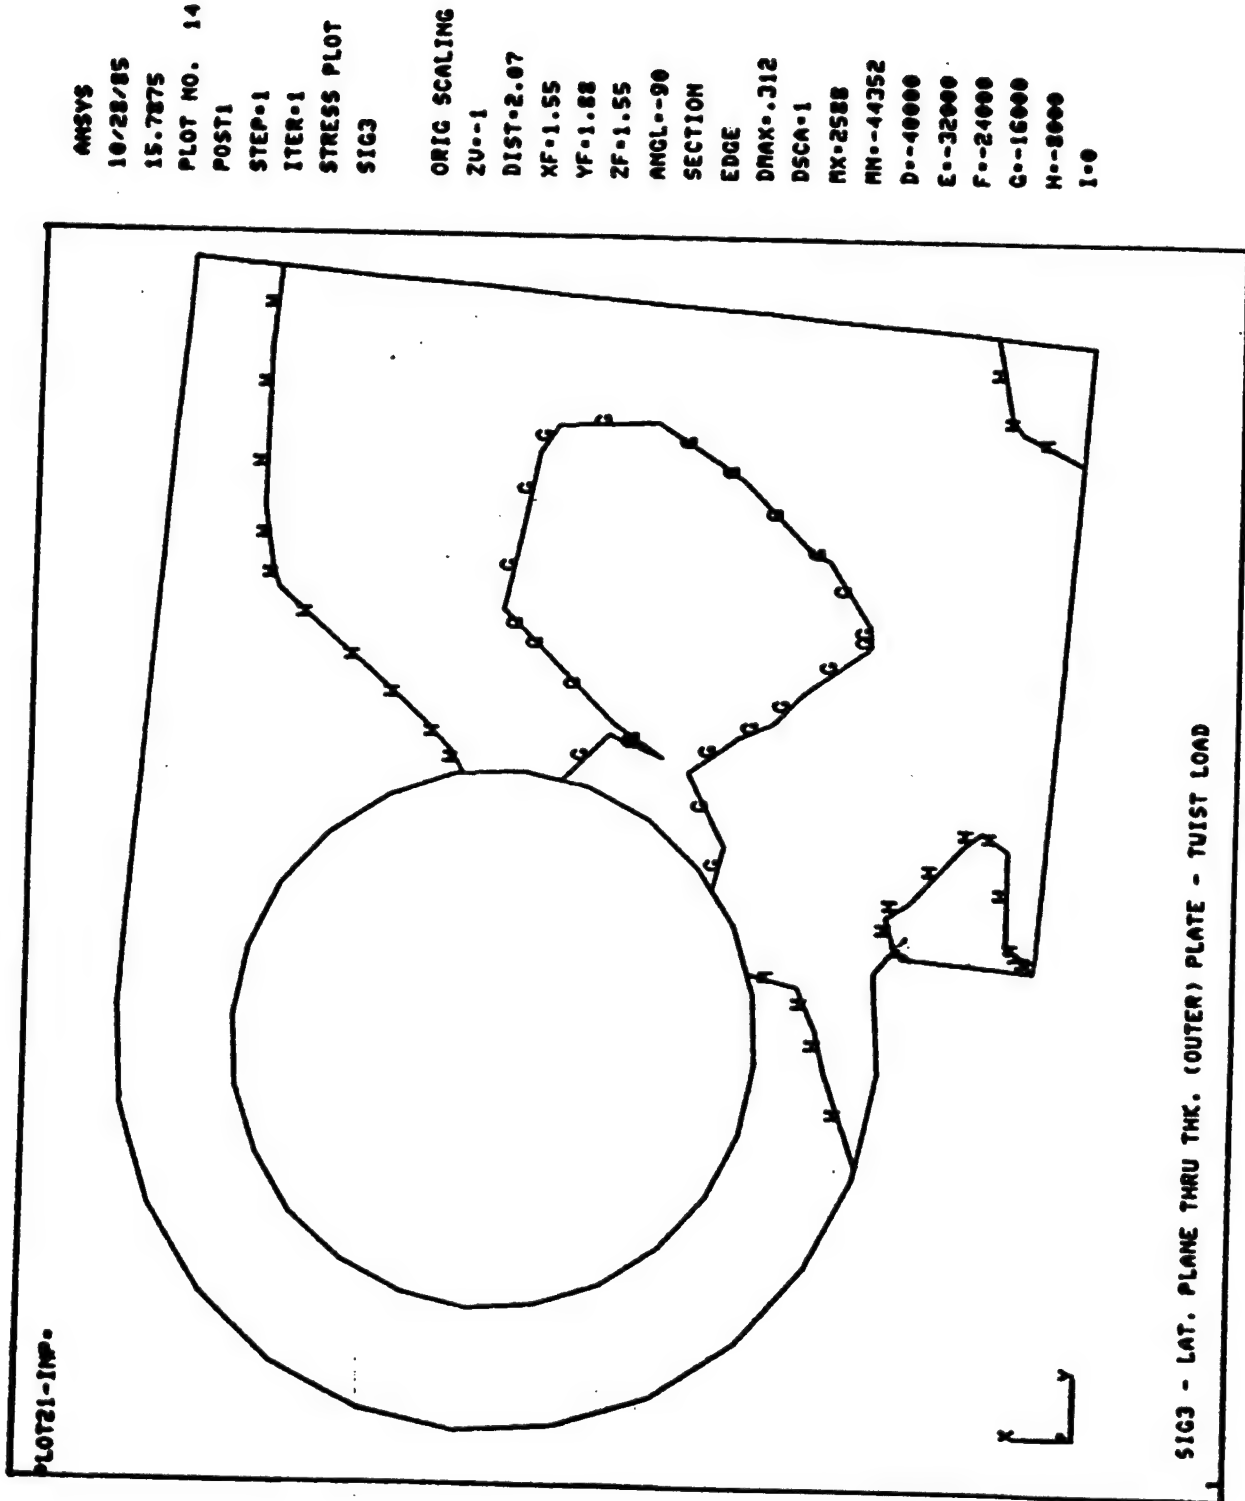 PLOT21-INP=
ANSYS
10/28/85
15.7875
PLOT NO. 14
POST1
STEP=1
ITER=1
STRESS PLOT
SIG3
ORIG SCALING
ZV=-1
DIST=2.07
XF=1.55
YF=1.88
ZF=1.55
ANGL=-90
SECTION
EDGE
DMAX=.312
DSCA=1
MX=2588
MN=-44352
D=-40000
E=-32000
F=-24000
G=-16000
H=-8000
I=0
X
Y
1
SIG3 - LAT. PLANE THRU THK. (OUTER) PLATE - TWIST LOAD